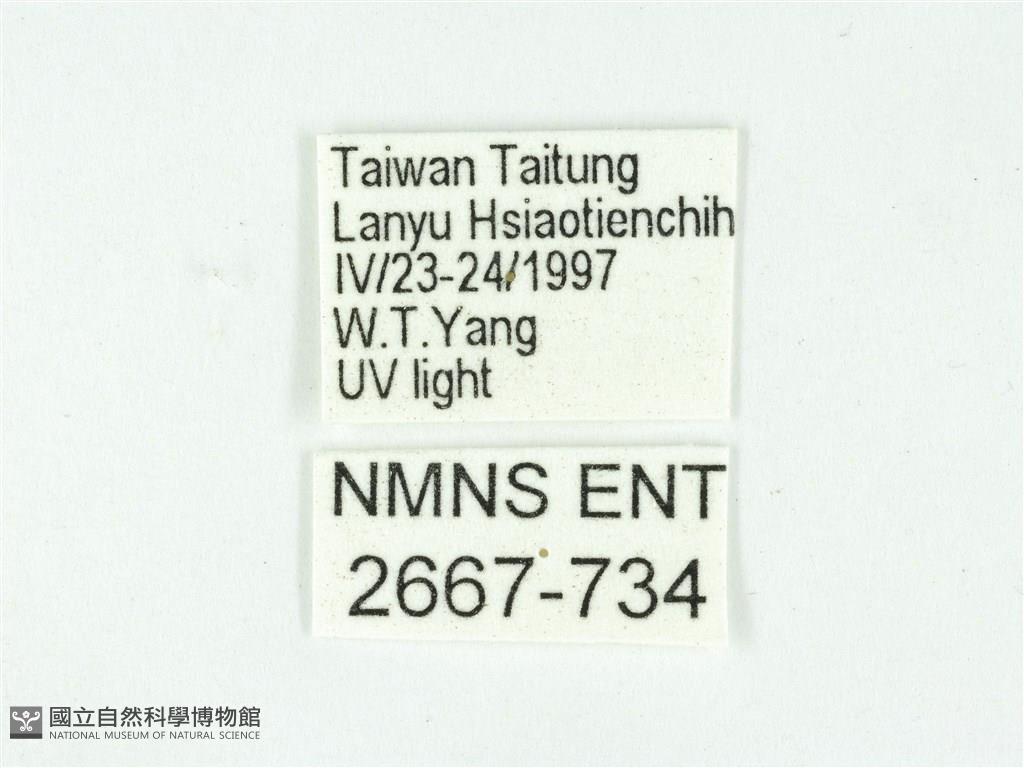 Taiwan Taitung
Lanyu Hsiaotienchih
IV/23-24/1997
W.T.Yang
UV light
NMNS ENT
2667-734
國立自然科學博物館
NATIONAL MUSEUM OF NATURAL SCIENCE